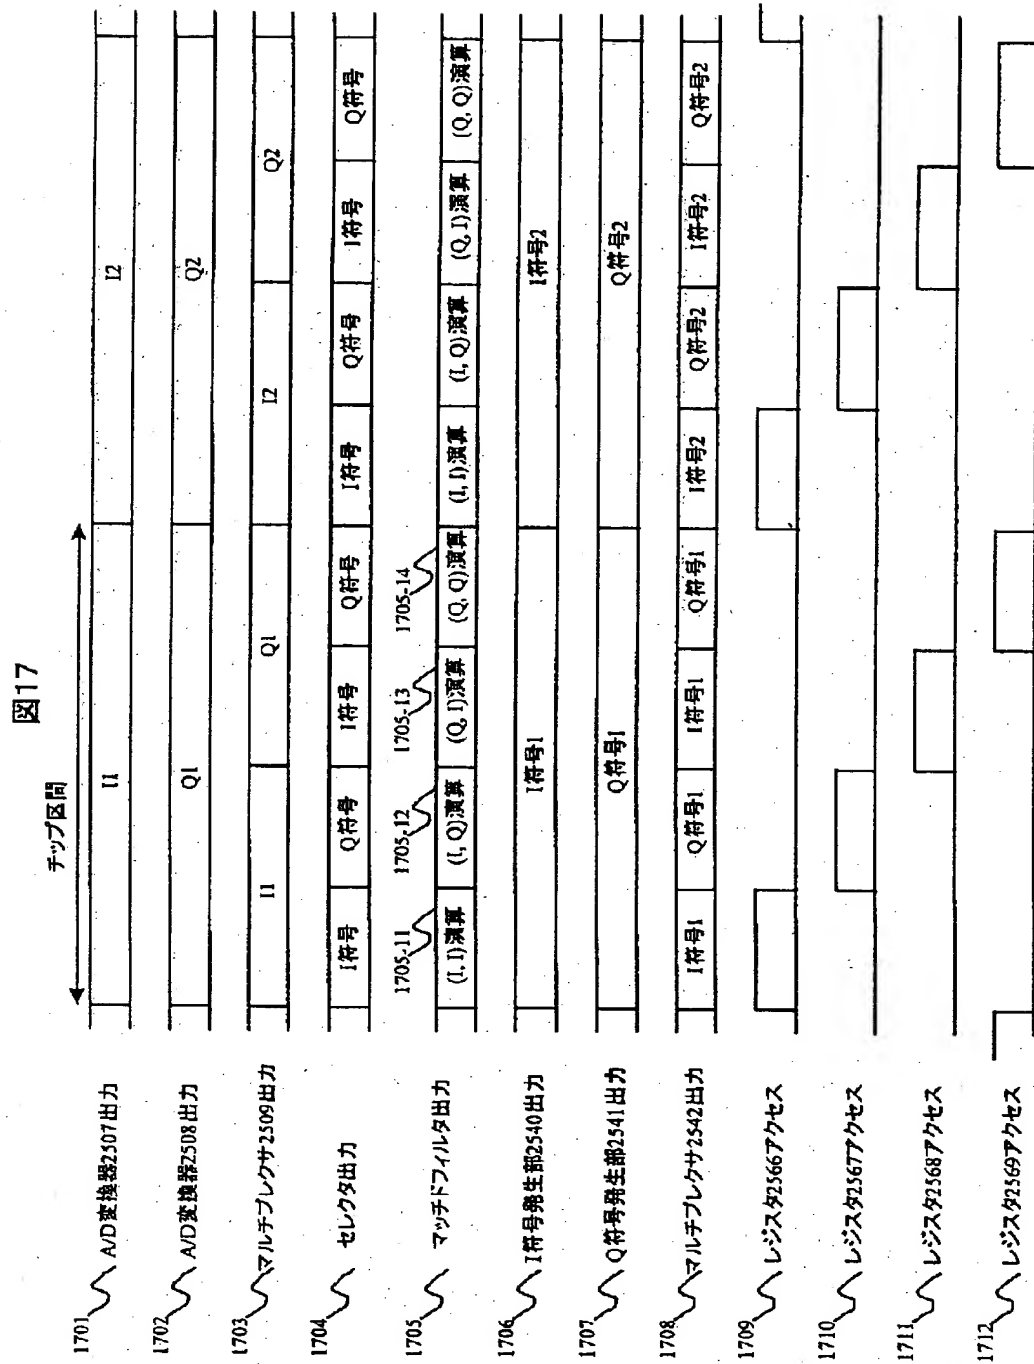 図17
チップ区間
1701 A/D変換器2507出力 I1 I2
1702 A/D変換器2508出力 Q1 Q2
1703 マルチプレクサ2509出力 I1 Q1 I2 Q2
1704 セレクタ出力 I符号 Q符号 I符号 Q符号 I符号 Q符号 I符号 Q符号
1705-11 1705-12 1705-13 1705-14
1705 マッチドフィルタ出力 (I, I)演算 (I, Q)演算 (Q, I)演算 (Q, Q)演算 (I, I)演算 (I, Q)演算 (Q, I)演算 (Q, Q)演算
1706 I符号発生部2540出力 I符号1 I符号2
1707 Q符号発生部2541出力 Q符号1 Q符号2
1708 マルチプレクサ2542出力 I符号1 Q符号1 I符号1 Q符号1 I符号2 Q符号2 I符号2 Q符号2
1709 レジスタ2566アクセス
1710 レジスタ2567アクセス
1711 レジスタ2568アクセス
1712 レジスタ2569アクセス